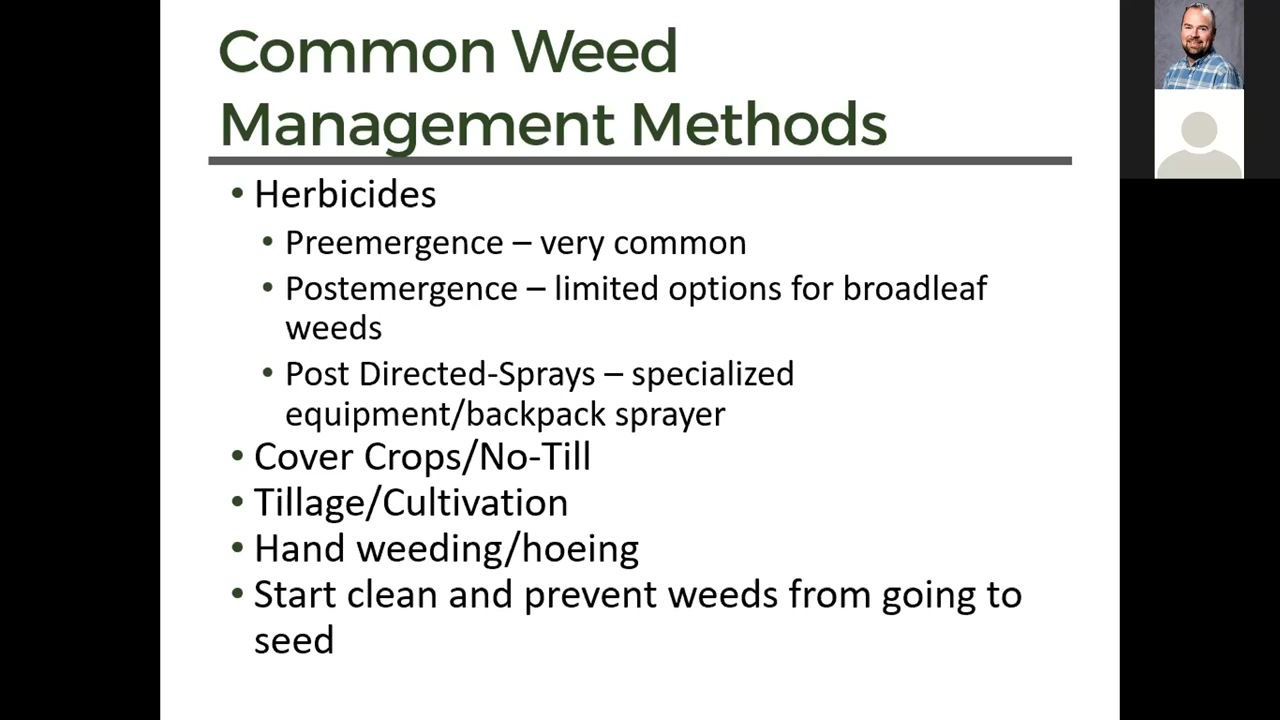 Common Weed
Management Methods
• Herbicides
• Preemergence – very common
• Postemergence – limited options for broadleaf
weeds
• Post Directed-Sprays – specialized
equipment/backpack sprayer
• Cover Crops/No-Till
• Tillage/Cultivation
• Hand weeding/hoeing
• Start clean and prevent weeds from going to
seed